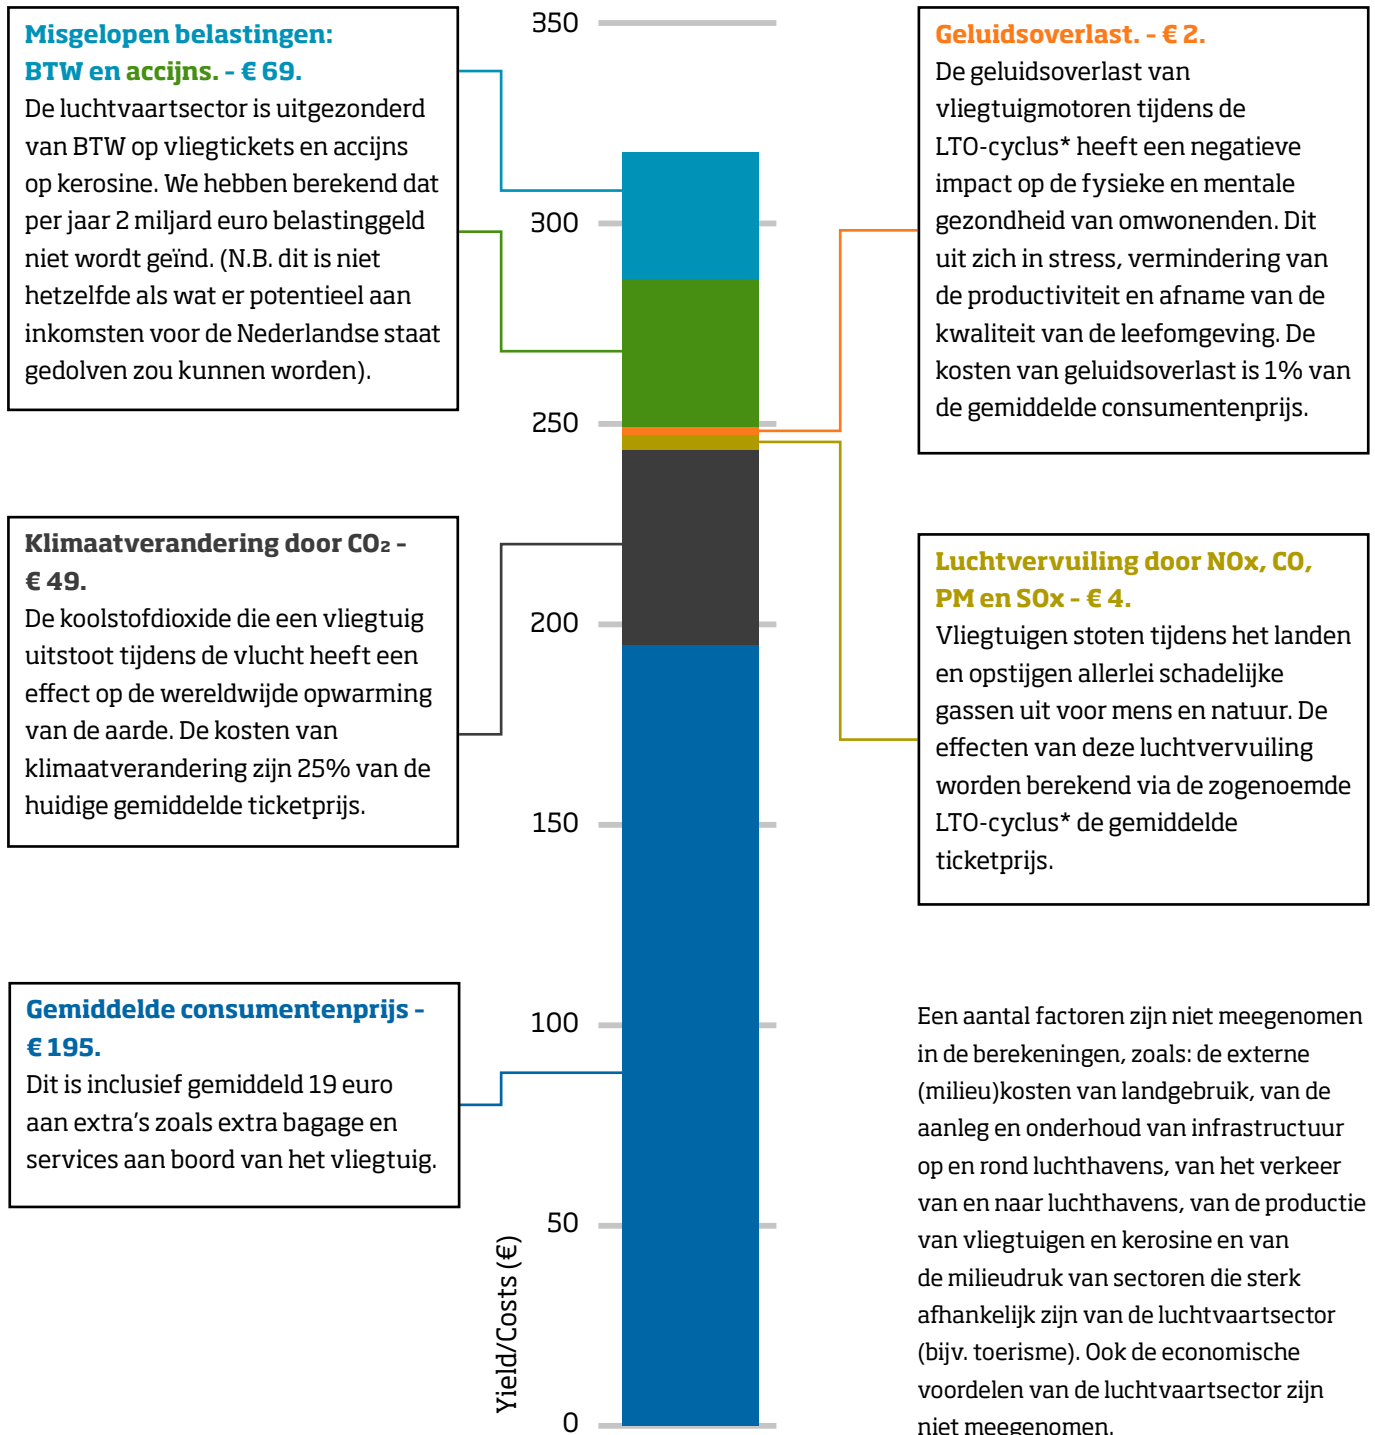 Misgelopen belastingen:
BTW en accijns. – € 69.
De luchtvaartsector is uitgezonderd
van BTW op vliegtickets en accijns
op kerosine. We hebben berekend dat
per jaar 2 miljard euro belastinggeld
niet wordt geïnd. (N.B. dit is niet
hetzelfde als wat er potentieel aan
inkomsten voor de Nederlandse staat
gedolven zou kunnen worden).
Klimaatverandering door CO₂ –
€ 49.
De koolstofdioxide die een vliegtuig
uitstoot tijdens de vlucht heeft een
effect op de wereldwijde opwarming
van de aarde. De kosten van
klimaatverandering zijn 25% van de
huidige gemiddelde ticketprijs.
Gemiddelde consumentenprijs –
€ 195.
Dit is inclusief gemiddeld 19 euro
aan extra's zoals extra bagage en
services aan boord van het vliegtuig.
350
300
250
200
150
100
50
0
Yield/Costs (€)
Geluidsoverlast. – € 2.
De geluidsoverlast van
vliegtuigmotoren tijdens de
LTO-cyclus* heeft een negatieve
impact op de fysieke en mentale
gezondheid van omwonenden. Dit
uit zich in stress, vermindering van
de productiviteit en afname van de
kwaliteit van de leefomgeving. De
kosten van geluidsoverlast is 1% van
de gemiddelde consumentenprijs.
Luchtvervuiling door NOx, CO,
PM en SOx – € 4.
Vliegtuigen stoten tijdens het landen
en opstijgen allerlei schadelijke
gassen uit voor mens en natuur. De
effecten van deze luchtvervuiling
worden berekend via de zogenoemde
LTO-cyclus* de gemiddelde
ticketprijs.
Een aantal factoren zijn niet meegenomen
in de berekeningen, zoals: de externe
(milieu)kosten van landgebruik, van de
aanleg en onderhoud van infrastructuur
op en rond luchthavens, van het verkeer
van en naar luchthavens, van de productie
van vliegtuigen en kerosine en van
de milieudruk van sectoren die sterk
afhankelijk zijn van de luchtvaartsector
(bijv. toerisme). Ook de economische
voordelen van de luchtvaartsector zijn
niet meegenomen.